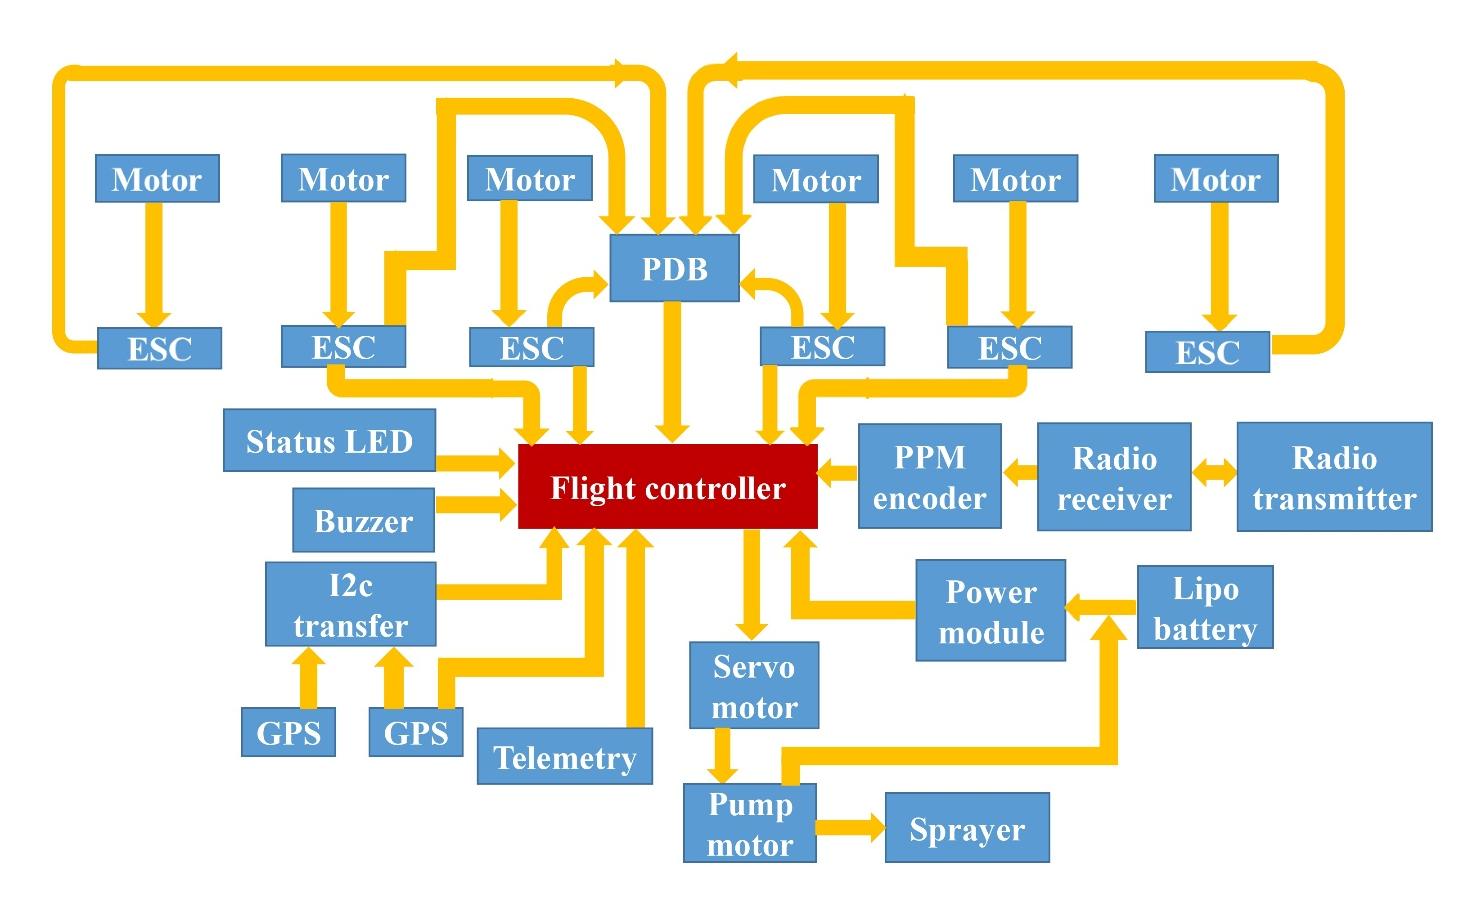 Motor
Motor
Motor
Motor
Motor
Motor
PDB
ESC
ESC
ESC
ESC
ESC
ESC
Status LED
Buzzer
Flight controller
PPM
encoder
Radio
receiver
Radio
transmitter
I2c
transfer
Power
module
Lipo
battery
GPS
GPS
Telemetry
Servo
motor
Pump
motor
Sprayer